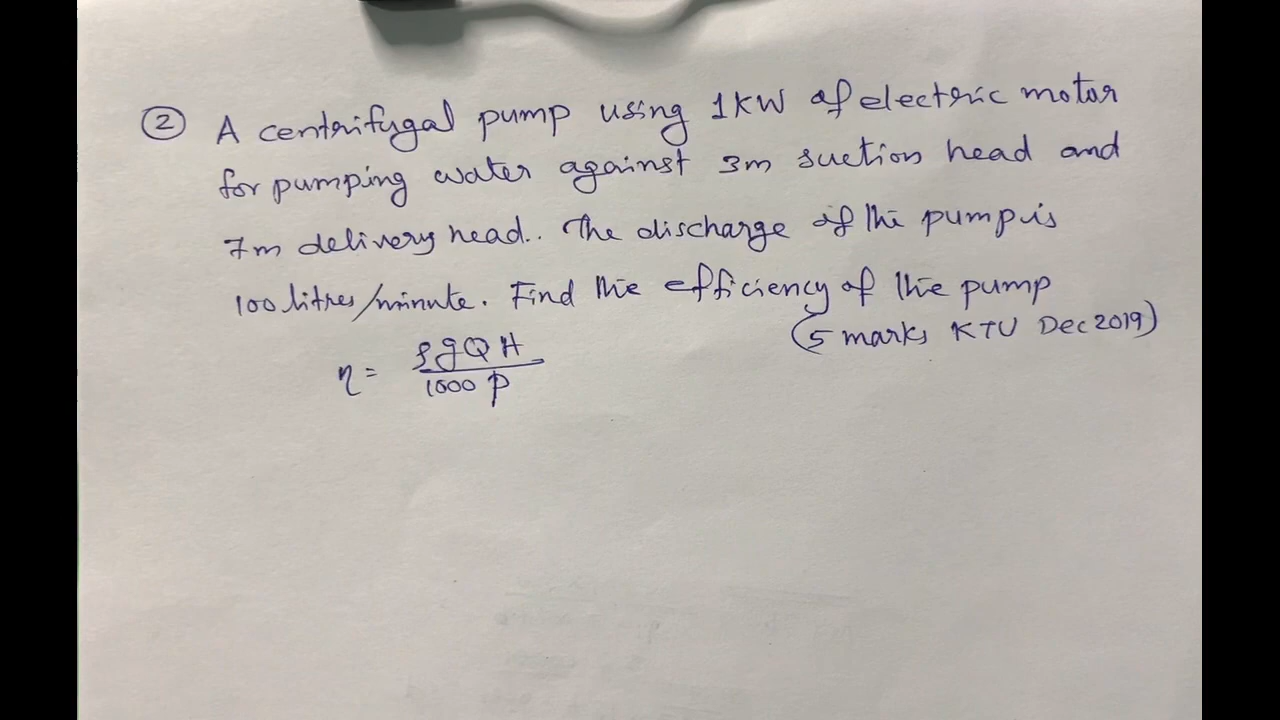 ② A centrifugal pump using 1KW of electric motor
for pumping water against 3m suction head and
7m delivery head.. The discharge of the pump is
100 litres/minute. Find the efficiency of the pump
(5 marks KTU Dec 2019)
η = ρgQH / 1000 P